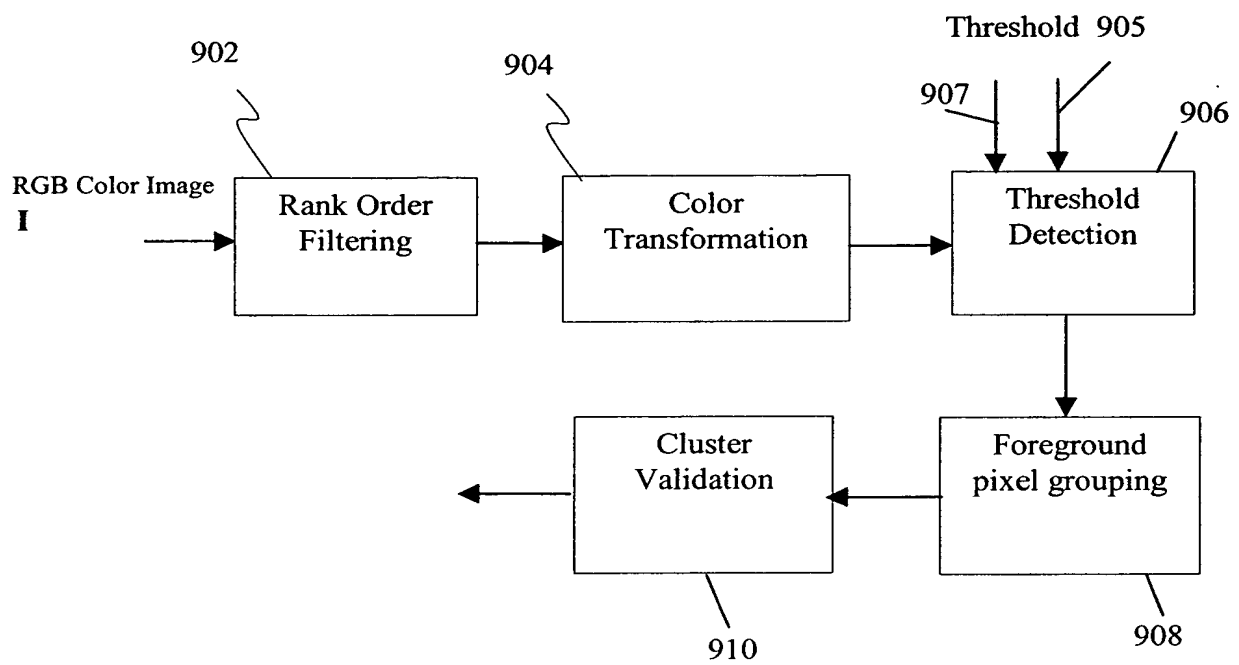 Threshold 905
902
904
907
906
RGB Color Image
I
Rank Order
Filtering
Color
Transformation
Threshold
Detection
Cluster
Validation
Foreground
pixel grouping
910
908